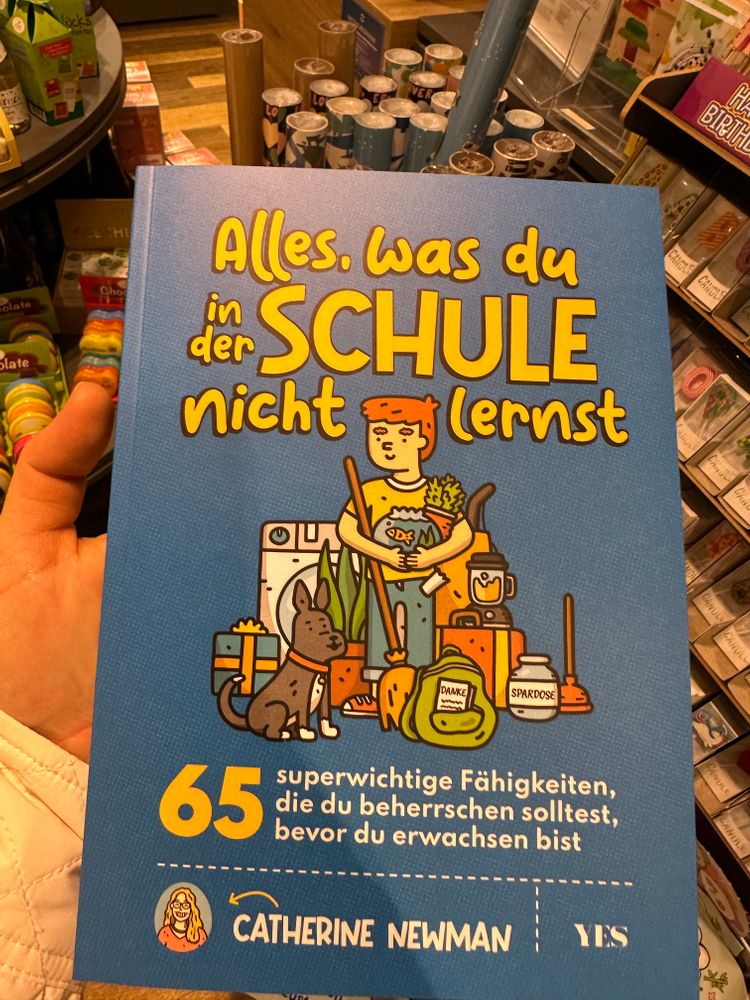 Alles, was du
in der SCHULE
nicht lernst
DANKE
SPARDOSE
65 superwichtige Fähigkeiten,
die du beherrschen solltest,
bevor du erwachsen bist
CATHERINE NEWMAN
YES